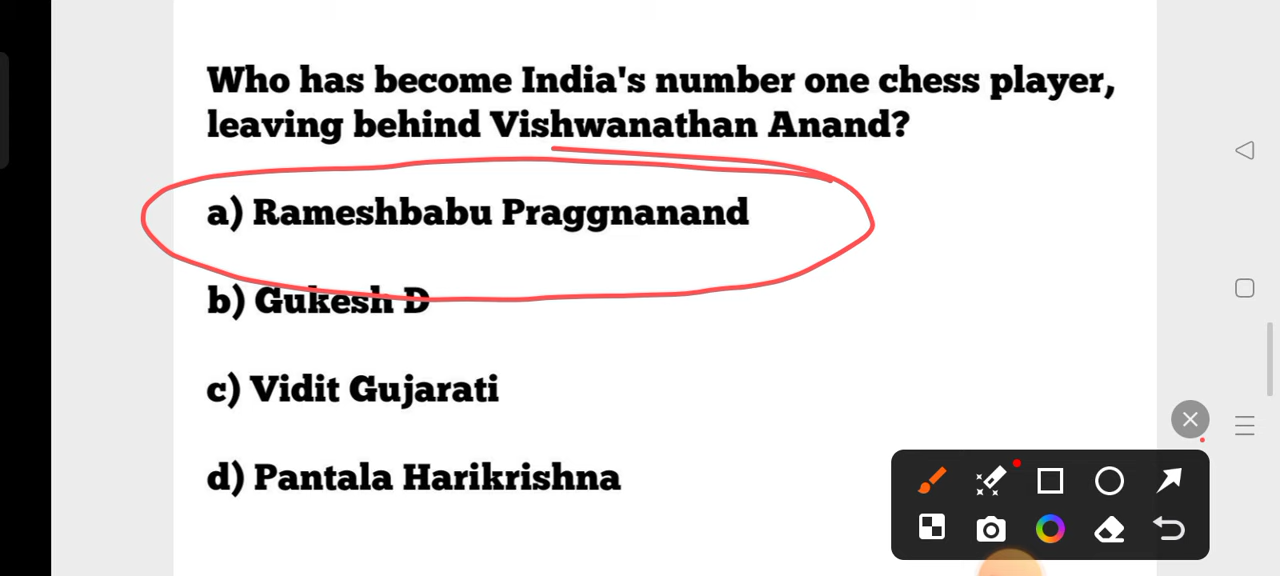 Who has become India's number one chess player,
leaving behind Vishwanathan Anand?
a) Rameshbabu Praggnanand
b) Gukesh D
c) Vidit Gujarati
d) Pantala Harikrishna